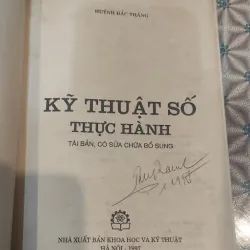 HUỲNH ĐẮC THẮNG
KỸ THUẬT SỐ
THỰC HÀNH
TÁI BẢN, CÓ SỬA CHỮA BỔ SUNG
NHÀ XUẤT BẢN KHOA HỌC VÀ KỸ THUẬT
HÀ NỘI - 1997